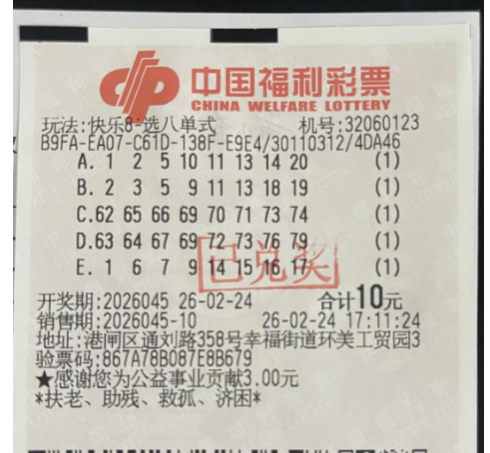 中国福利彩票
CHINA WELFARE LOTTERY
玩法:快乐8-选八单式 机号:32060123
B9FA-EA07-C61D-138F-E9E4/30110312/4DA46
A. 1 2 5 10 11 13 14 20 (1)
B. 2 3 5 9 11 13 18 19 (1)
C.62 65 66 69 70 71 73 74 (1)
D.63 64 67 69 72 73 76 79 (1)
E. 1 6 7 9 14 15 16 17 (1)
已兑奖
开奖期:2026045 26-02-24 合计10元
销售期:2026045-10 26-02-24 17:11:24
地址:港闸区通刘路358号幸福街道环美工贸园3
验票码:867A78B087E8B679
★感谢您为公益事业贡献3.00元
*扶老、助残、救孤、济困*